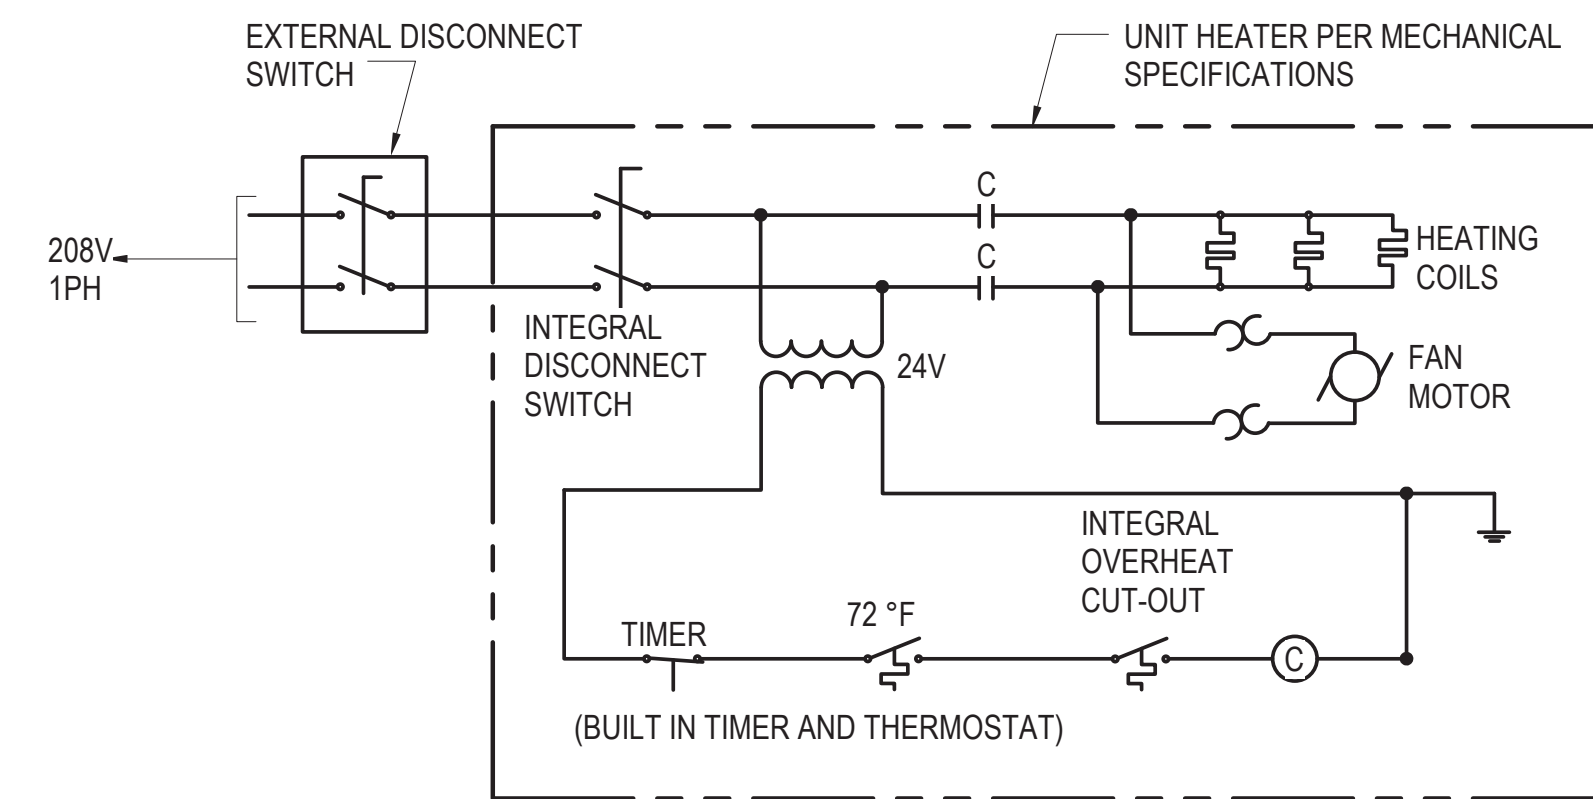 EXTERNAL DISCONNECT
SWITCH
UNIT HEATER PER MECHANICAL
SPECIFICATIONS
208V
1PH
C
C
HEATING
COILS
INTEGRAL
DISCONNECT
SWITCH
24V
FAN
MOTOR
INTEGRAL
OVERHEAT
CUT-OUT
72 °F
TIMER
C
(BUILT IN TIMER AND THERMOSTAT)